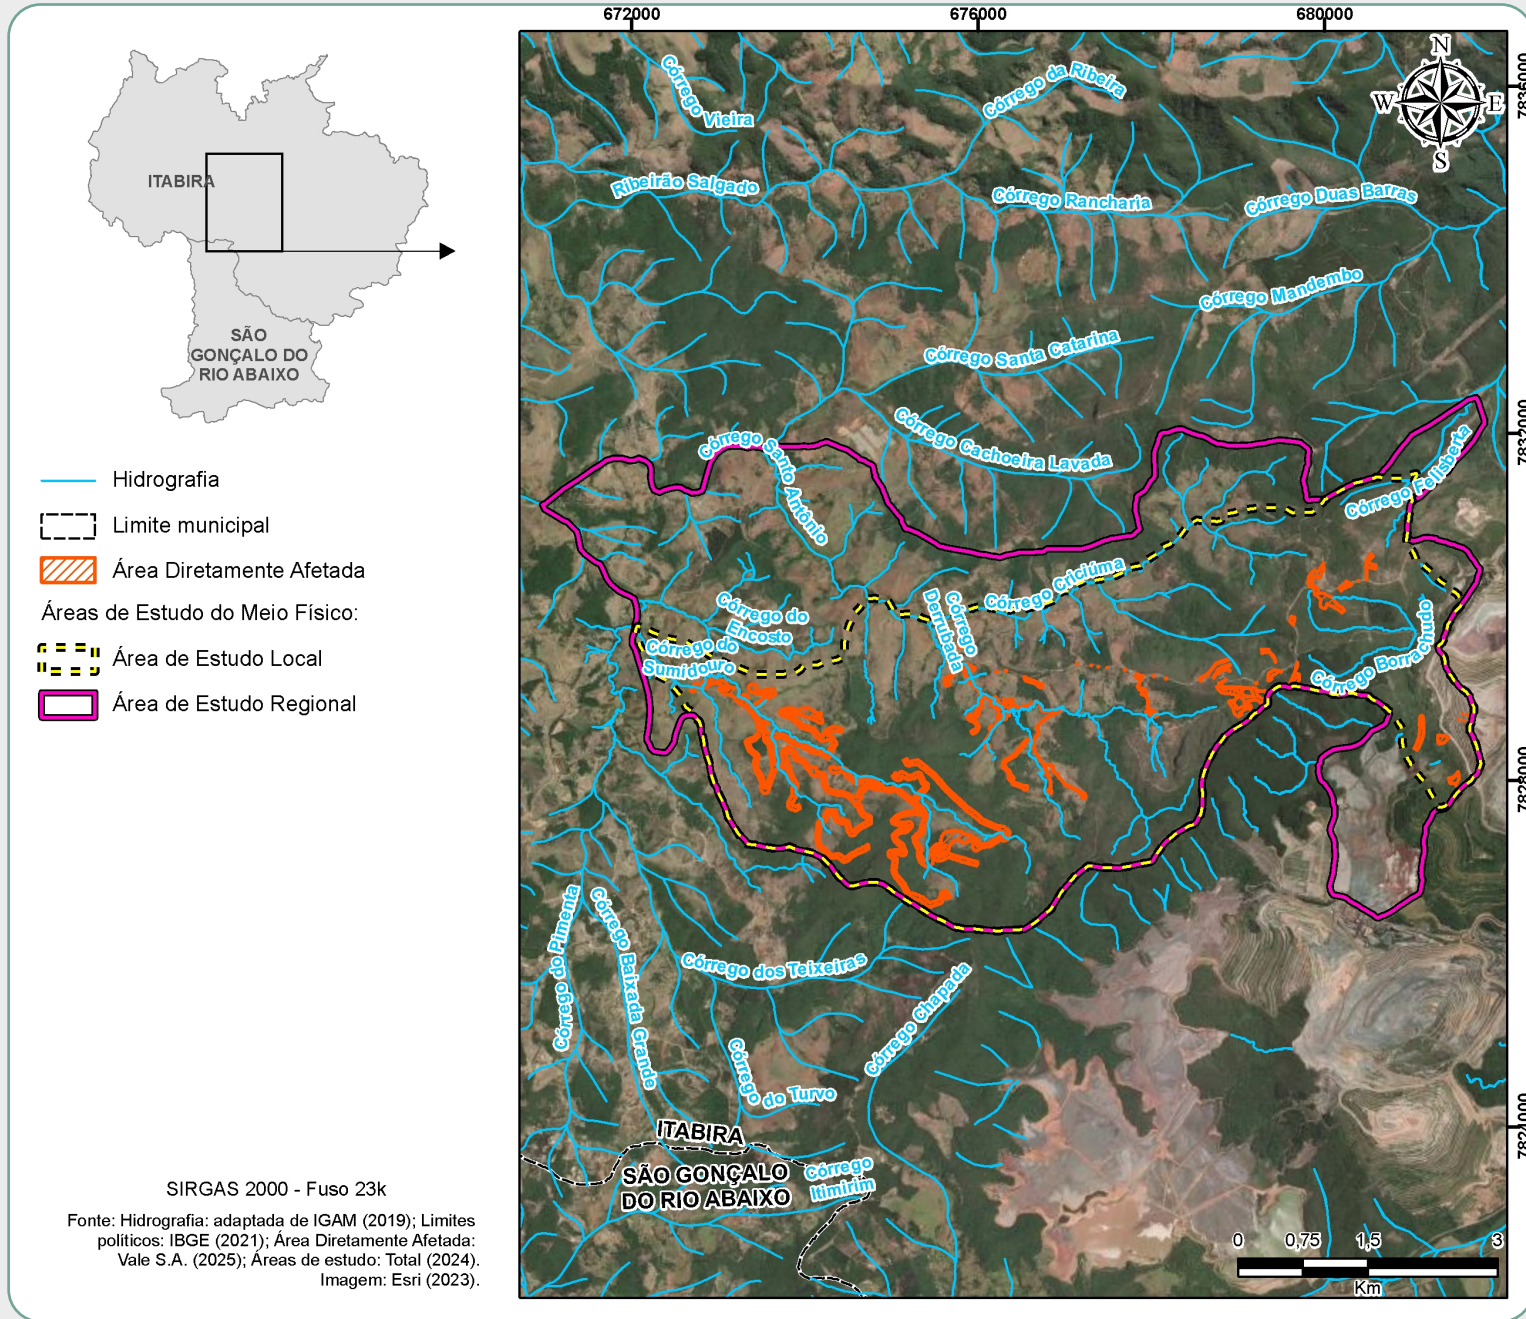 672000
676000
680000
7836000
7832000
7828000
7824000
N
W
E
S
ITABIRA
SÃO
GONÇALO DO
RIO ABAIXO
Hidrografia
Limite municipal
Área Diretamente Afetada
Áreas de Estudo do Meio Físico:
Área de Estudo Local
Área de Estudo Regional
SIRGAS 2000 - Fuso 23k
Fonte: Hidrografia: adaptada de IGAM (2019); Limites
políticos: IBGE (2021); Área Diretamente Afetada:
Vale S.A. (2025); Áreas de estudo: Total (2024).
Imagem: Esri (2023).
Córrego Vieira
Córrego da Ribeira
Ribeirão Salgado
Córrego Rancharia
Córrego Duas Barras
Córrego Mandembo
Córrego Santa Catarina
Córrego Cachoeira Lavada
Córrego Santo Antônio
Córrego Felisberta
Córrego Criciúma
Córrego do
Encosto
Córrego
Derrubada
Córrego do
Sumidouro
Córrego Borrachudo
Córrego do Pimenta
Córrego Baixada Grande
Córrego dos Teixeiras
Córrego Chapada
Córrego do Turvo
ITABIRA
SÃO GONÇALO
DO RIO ABAIXO
Córrego
Itimirim
0 0,75 1,5 3
Km